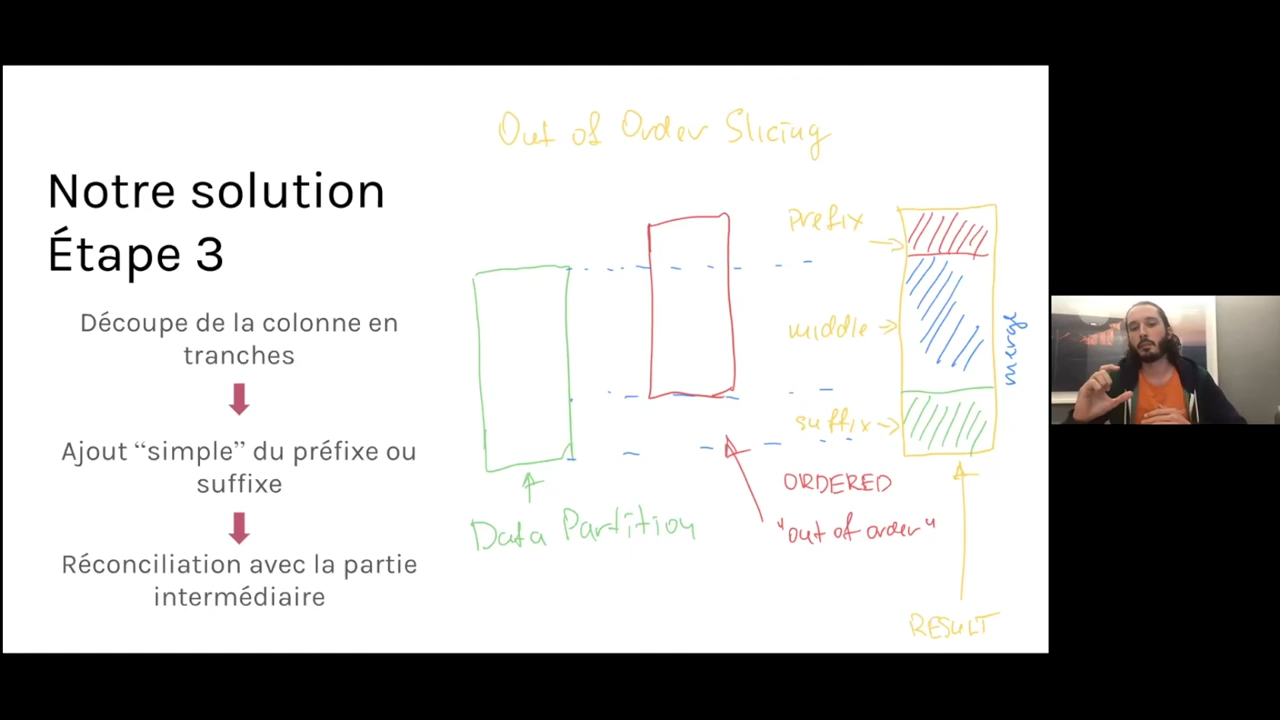 Notre solution
Étape 3
Découpe de la colonne en
tranches
Ajout “simple” du préfixe ou
suffixe
Réconciliation avec la partie
intermédiaire
Out of Order Slicing
prefix
middle
suffix
merge
ORDERED
"out of order"
Data Partition
RESULT